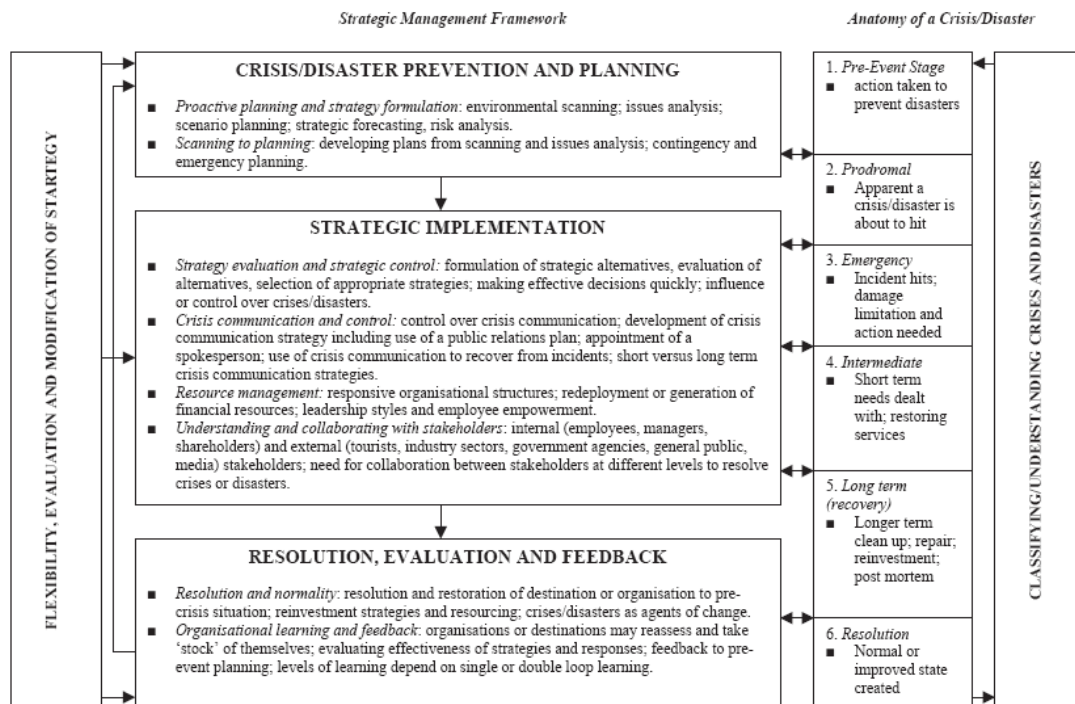 Strategic Management Framework
Anatomy of a Crisis/Disaster
FLEXIBILITY, EVALUATION AND MODIFICATION OF STARTEGY
CRISIS/DISASTER PREVENTION AND PLANNING
■ Proactive planning and strategy formulation: environmental scanning; issues analysis;
scenario planning; strategic forecasting, risk analysis.
■ Scanning to planning: developing plans from scanning and issues analysis; contingency and
emergency planning.
STRATEGIC IMPLEMENTATION
■ Strategy evaluation and strategic control: formulation of strategic alternatives, evaluation of
alternatives, selection of appropriate strategies; making effective decisions quickly; influence
or control over crises/disasters.
■ Crisis communication and control: control over crisis communication; development of crisis
communication strategy including use of a public relations plan; appointment of a
spokesperson; use of crisis communication to recover from incidents; short versus long term
crisis communication strategies.
■ Resource management: responsive organisational structures; redeployment or generation of
financial resources; leadership styles and employee empowerment.
■ Understanding and collaborating with stakeholders: internal (employees, managers,
shareholders) and external (tourists, industry sectors, government agencies, general public,
media) stakeholders; need for collaboration between stakeholders at different levels to resolve
crises or disasters.
RESOLUTION, EVALUATION AND FEEDBACK
■ Resolution and normality: resolution and restoration of destination or organisation to pre-
crisis situation; reinvestment strategies and resourcing; crises/disasters as agents of change.
■ Organisational learning and feedback: organisations or destinations may reassess and take
‘stock’ of themselves; evaluating effectiveness of strategies and responses; feedback to pre-
event planning; levels of learning depend on single or double loop learning.
1. Pre-Event Stage
■ action taken to
prevent disasters
2. Prodromal
■ Apparent a
crisis/disaster is
about to hit
3. Emergency
■ Incident hits;
damage
limitation and
action needed
4. Intermediate
■ Short term
needs dealt
with; restoring
services
5. Long term
(recovery)
■ Longer term
clean up; repair;
reinvestment;
post mortem
6. Resolution
■ Normal or
improved state
created
CLASSIFYING/UNDERSTANDING CRISES AND DISASTERS